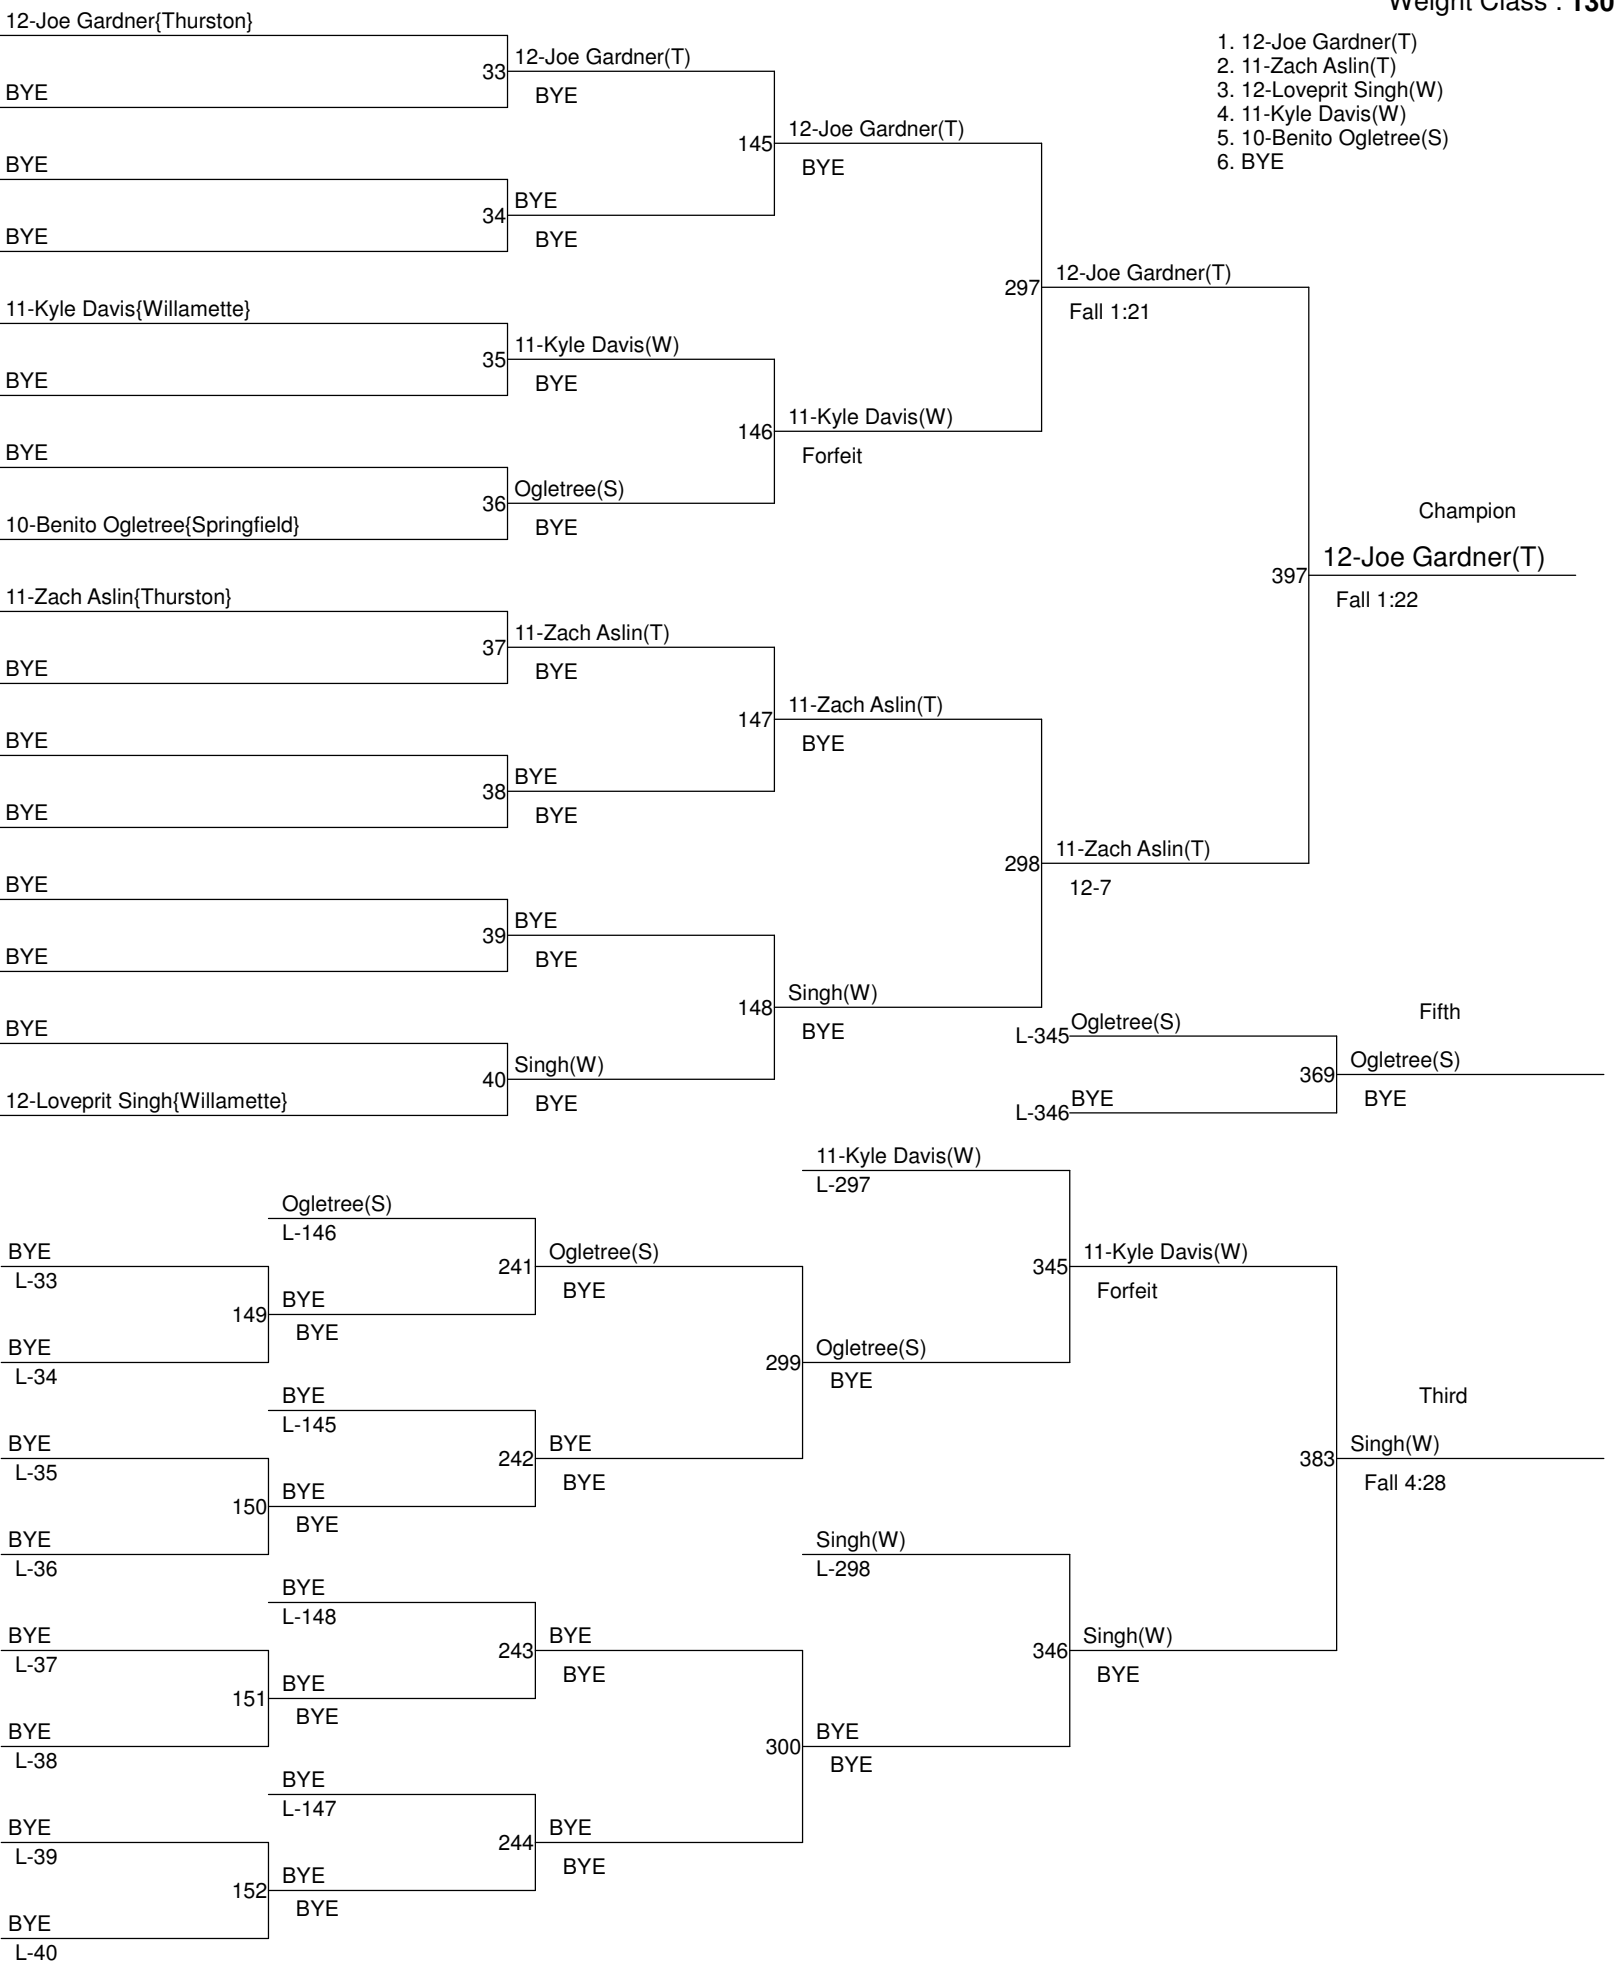 Weight Class : 130
12-Joe Gardner{Thurston}
1. 12-Joe Gardner(T)
2. 11-Zach Aslin(T)
3. 12-Loveprit Singh(W)
4. 11-Kyle Davis(W)
5. 10-Benito Ogletree(S)
6. BYE
33
12-Joe Gardner(T)
BYE
BYE
145
12-Joe Gardner(T)
BYE
BYE
34
BYE
BYE
BYE
297
12-Joe Gardner(T)
Fall 1:21
11-Kyle Davis{Willamette}
35
11-Kyle Davis(W)
BYE
BYE
146
11-Kyle Davis(W)
Forfeit
BYE
36
Ogletree(S)
BYE
10-Benito Ogletree{Springfield}
Champion
397
12-Joe Gardner(T)
Fall 1:22
11-Zach Aslin{Thurston}
37
11-Zach Aslin(T)
BYE
BYE
147
11-Zach Aslin(T)
BYE
BYE
38
BYE
BYE
BYE
298
11-Zach Aslin(T)
12-7
BYE
39
BYE
BYE
BYE
148
Singh(W)
BYE
BYE
40
Singh(W)
BYE
12-Loveprit Singh{Willamette}
L-345
Ogletree(S)
Fifth
369
Ogletree(S)
BYE
L-346
BYE
11-Kyle Davis(W)
L-297
Ogletree(S)
L-146
BYE
L-33
241
Ogletree(S)
BYE
345
11-Kyle Davis(W)
Forfeit
149
BYE
BYE
BYE
L-34
299
Ogletree(S)
BYE
BYE
L-145
Third
BYE
L-35
242
BYE
BYE
383
Singh(W)
Fall 4:28
150
BYE
BYE
BYE
L-36
Singh(W)
L-298
BYE
L-148
BYE
L-37
243
BYE
BYE
346
Singh(W)
BYE
151
BYE
BYE
BYE
L-38
300
BYE
BYE
BYE
L-147
BYE
L-39
244
BYE
BYE
152
BYE
BYE
BYE
L-40